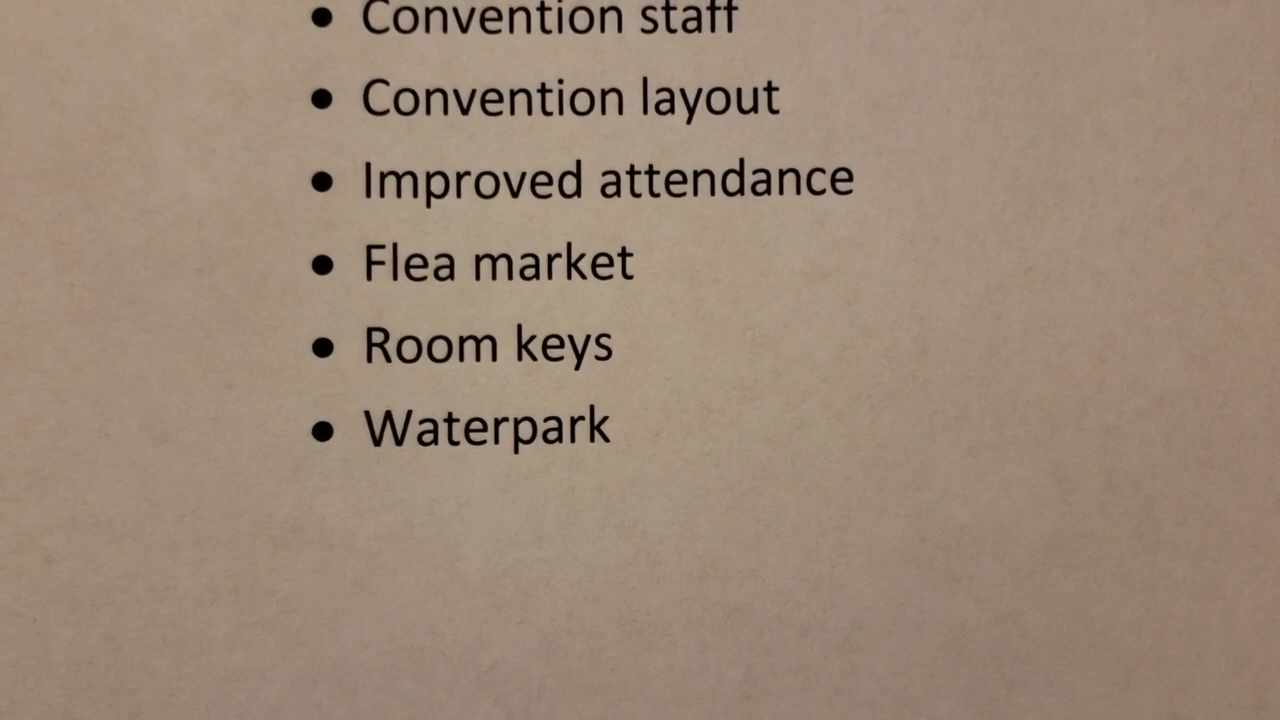 • Convention staff
• Convention layout
• Improved attendance
• Flea market
• Room keys
• Waterpark